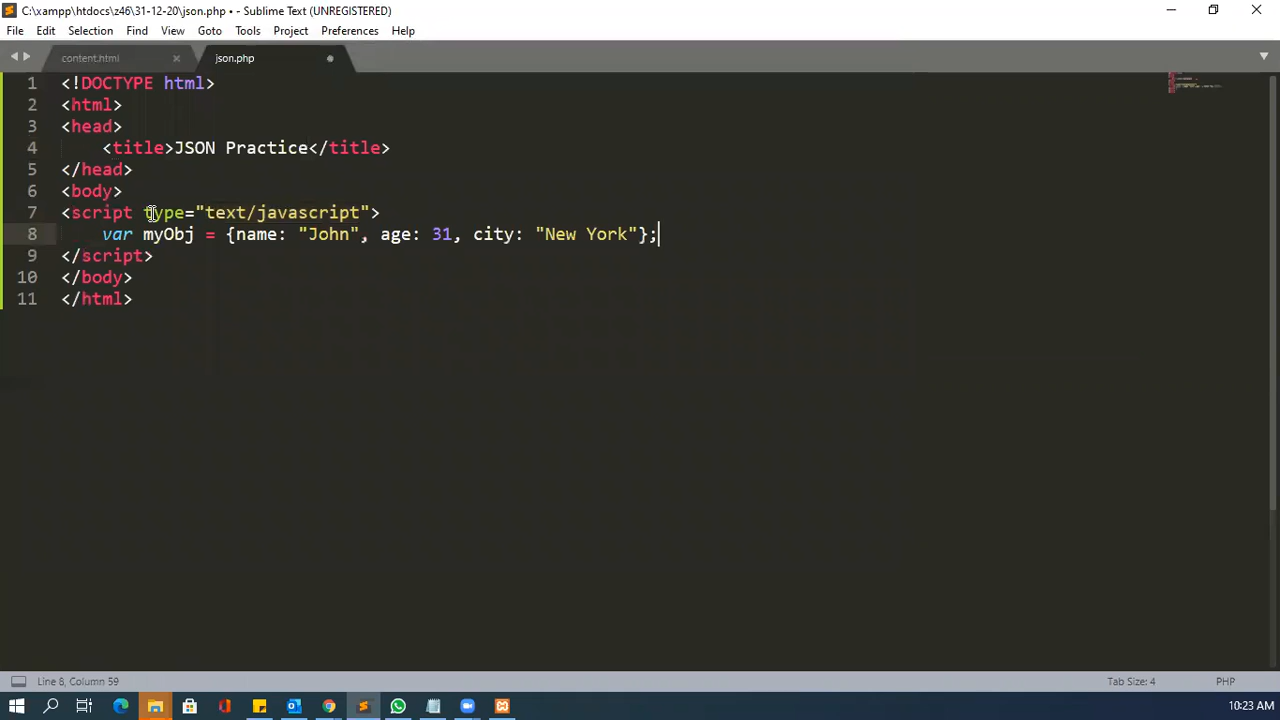 C:\xampp\htdocs\z46\31-12-20\json.php • - Sublime Text (UNREGISTERED)
File Edit Selection Find View Goto Tools Project Preferences Help
content.html json.php
1 <!DOCTYPE html>
2 <html>
3 <head>
4 <title>JSON Practice</title>
5 </head>
6 <body>
7 <script type="text/javascript">
8 var myObj = {name: "John", age: 31, city: "New York"};
9 </script>
10 </body>
11 </html>
Line 8, Column 59 Tab Size: 4 PHP
10:23 AM